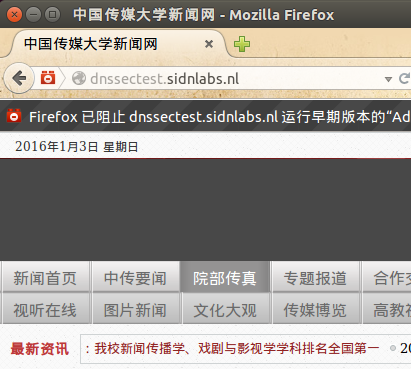 中国传媒大学新闻网 - Mozilla Firefox
中国传媒大学新闻网
dnssectest.sidnlabs.nl
Firefox 已阻止 dnssectest.sidnlabs.nl 运行早期版本的“Ad
2016年1月3日 星期日
新闻首页 中传要闻 院部传真 专题报道 合作交
视听在线 图片新闻 文化大观 传媒博览 高教视
最新资讯 : 我校新闻传播学、戏剧与影视学学科排名全国第一 20